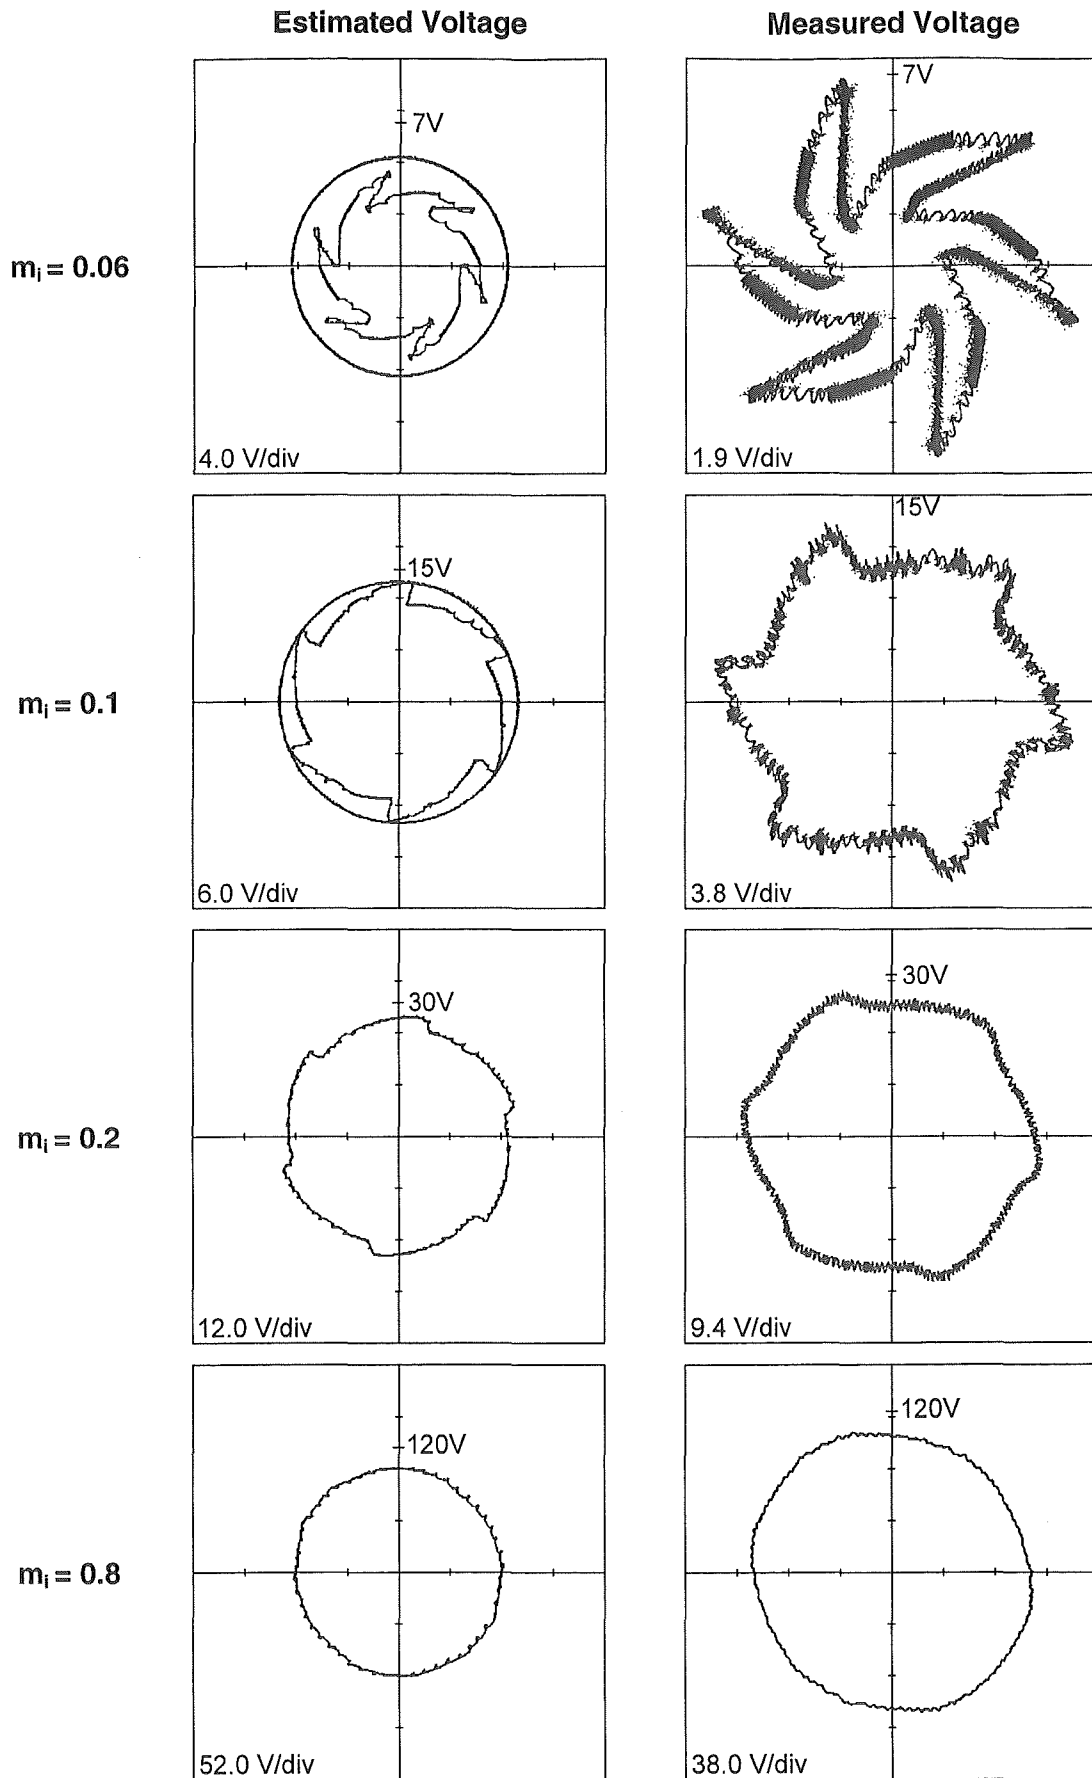 Estimated Voltage
Measured Voltage
mᵢ = 0.06
7V
4.0 V/div
7V
1.9 V/div
mᵢ = 0.1
15V
6.0 V/div
15V
3.8 V/div
mᵢ = 0.2
30V
12.0 V/div
30V
9.4 V/div
mᵢ = 0.8
120V
52.0 V/div
120V
38.0 V/div